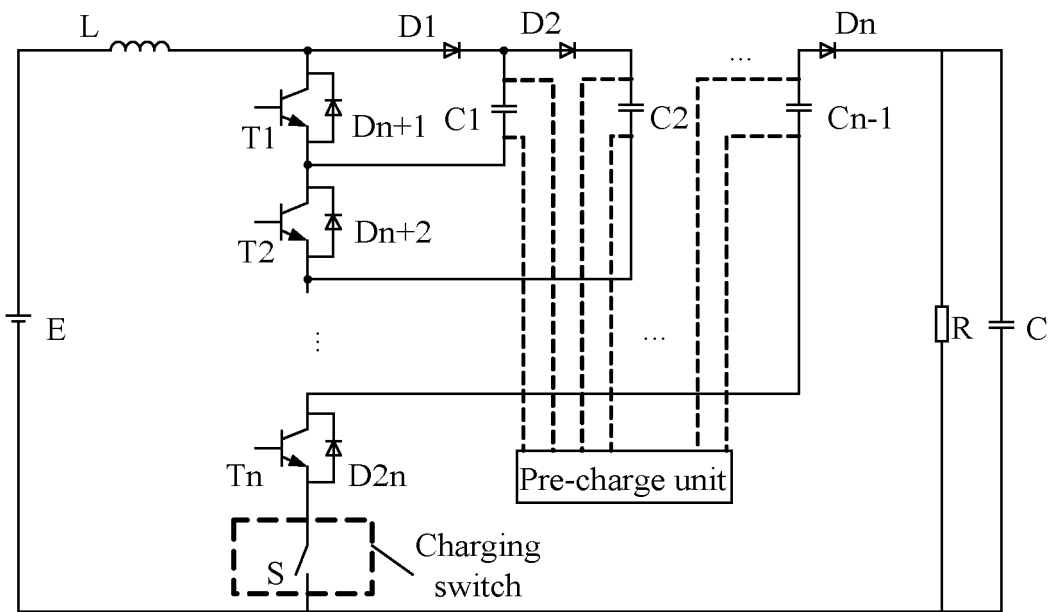 L
D1
D2
Dn
...
T1
Dn+1
C1
C2
Cn-1
T2
Dn+2
E
...
...
R
C
Tn
D2n
Pre-charge unit
S
Charging
switch